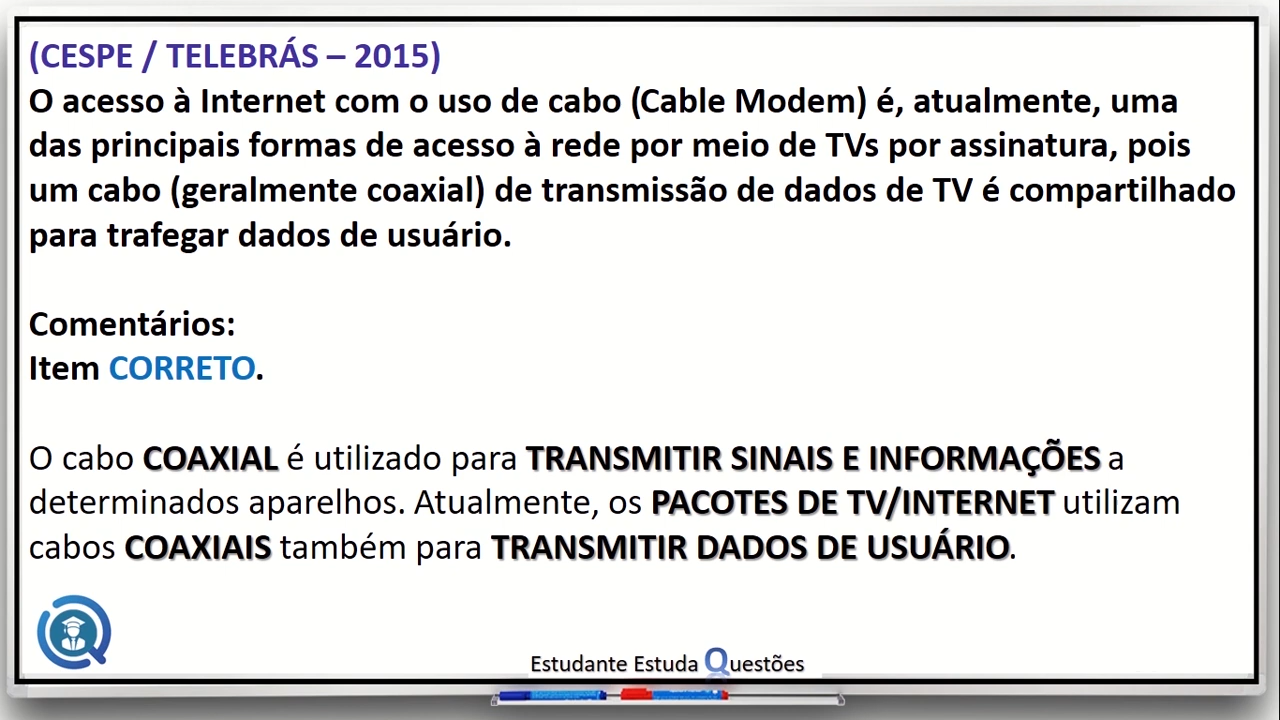 (CESPE / TELEBRÁS – 2015)
O acesso à Internet com o uso de cabo (Cable Modem) é, atualmente, uma
das principais formas de acesso à rede por meio de TVs por assinatura, pois
um cabo (geralmente coaxial) de transmissão de dados de TV é compartilhado
para trafegar dados de usuário.
Comentários:
Item CORRETO.
O cabo COAXIAL é utilizado para TRANSMITIR SINAIS E INFORMAÇÕES a
determinados aparelhos. Atualmente, os PACOTES DE TV/INTERNET utilizam
cabos COAXIAIS também para TRANSMITIR DADOS DE USUÁRIO.
Estudante Estuda Questões